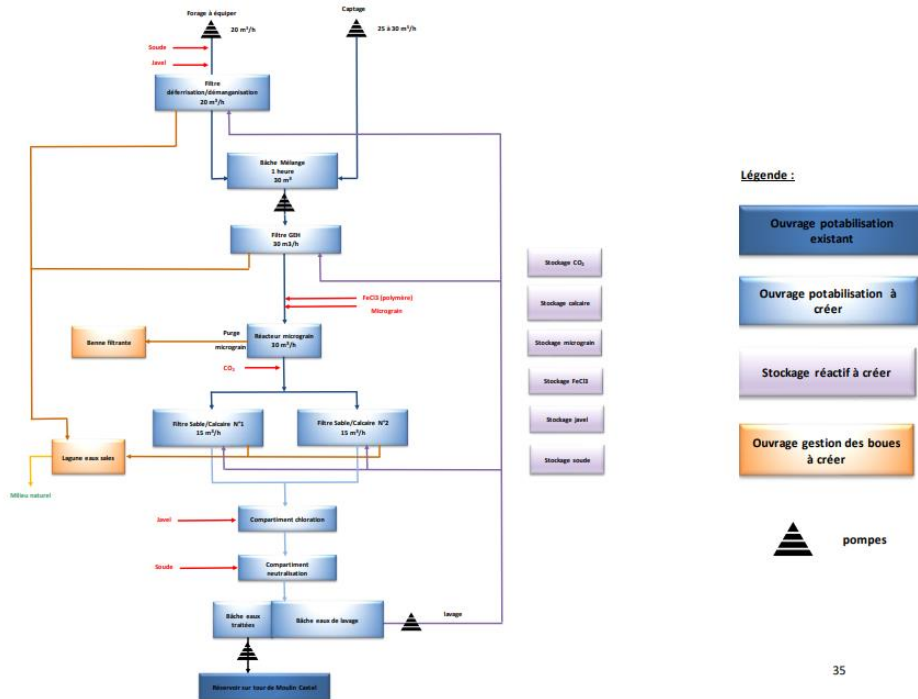 Forage à équiper
20 m³/h
Captage
25 à 30 m³/h
Soude
Javel
Filtre
déferrisation/démanganisation
20 m³/h
Bâche Mélange
1 heure
30 m³
Filtre GEH
30 m3/h
FeCl3 (polymère)
Micrograin
Benne filtrante
Purge
micrograin
Réacteur micrograin
30 m³/h
CO₂
Filtre Sable/Calcaire N°1
15 m³/h
Filtre Sable/Calcaire N°2
15 m³/h
Lagune eaux sales
Milieu naturel
Javel
Compartiment chloration
Soude
Compartiment
neutralisation
Bâche eaux
traitées
Bâche eaux de lavage
lavage
Réservoir sur tour de Moulin Castel
Stockage CO₂
Stockage calcaire
Stockage micrograin
Stockage FeCl3
Stockage javel
Stockage soude
Légende :
Ouvrage potabilisation
existant
Ouvrage potabilisation à
créer
Stockage réactif à créer
Ouvrage gestion des boues
à créer
pompes
35